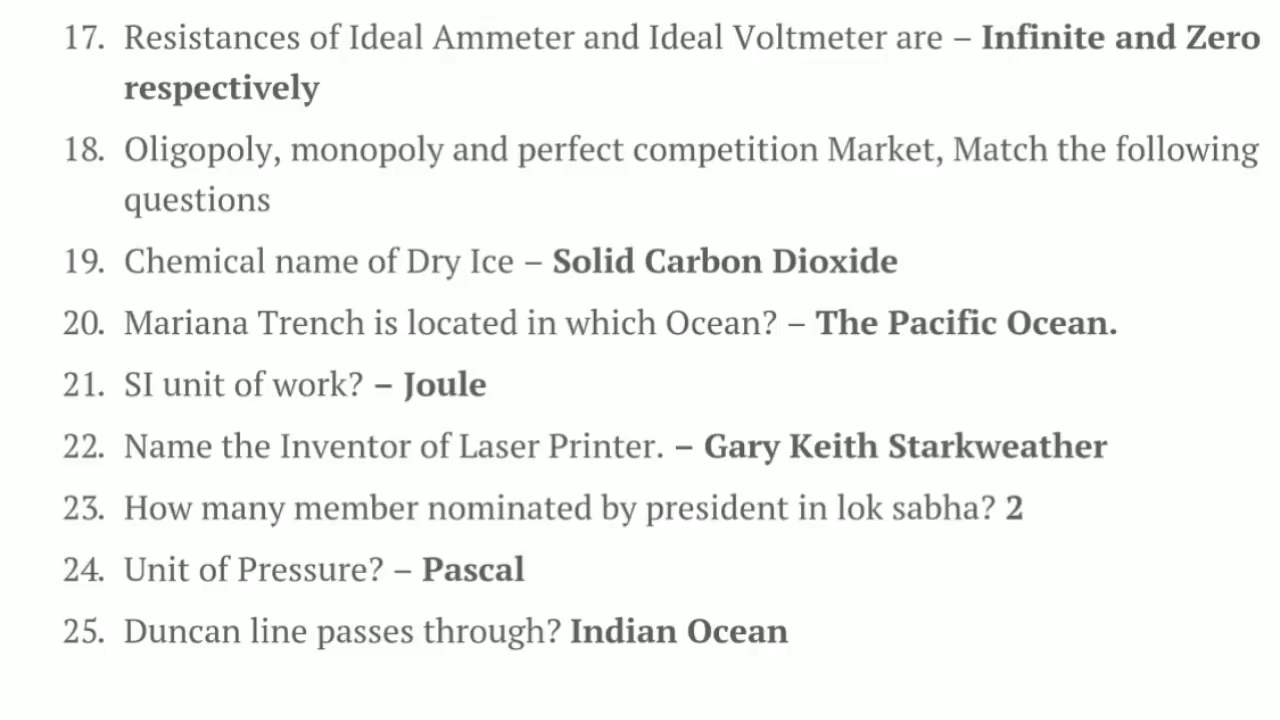 17. Resistances of Ideal Ammeter and Ideal Voltmeter are – Infinite and Zero
respectively
18. Oligopoly, monopoly and perfect competition Market, Match the following
questions
19. Chemical name of Dry Ice – Solid Carbon Dioxide
20. Mariana Trench is located in which Ocean? – The Pacific Ocean.
21. SI unit of work? – Joule
22. Name the Inventor of Laser Printer. – Gary Keith Starkweather
23. How many member nominated by president in lok sabha? 2
24. Unit of Pressure? – Pascal
25. Duncan line passes through? Indian Ocean